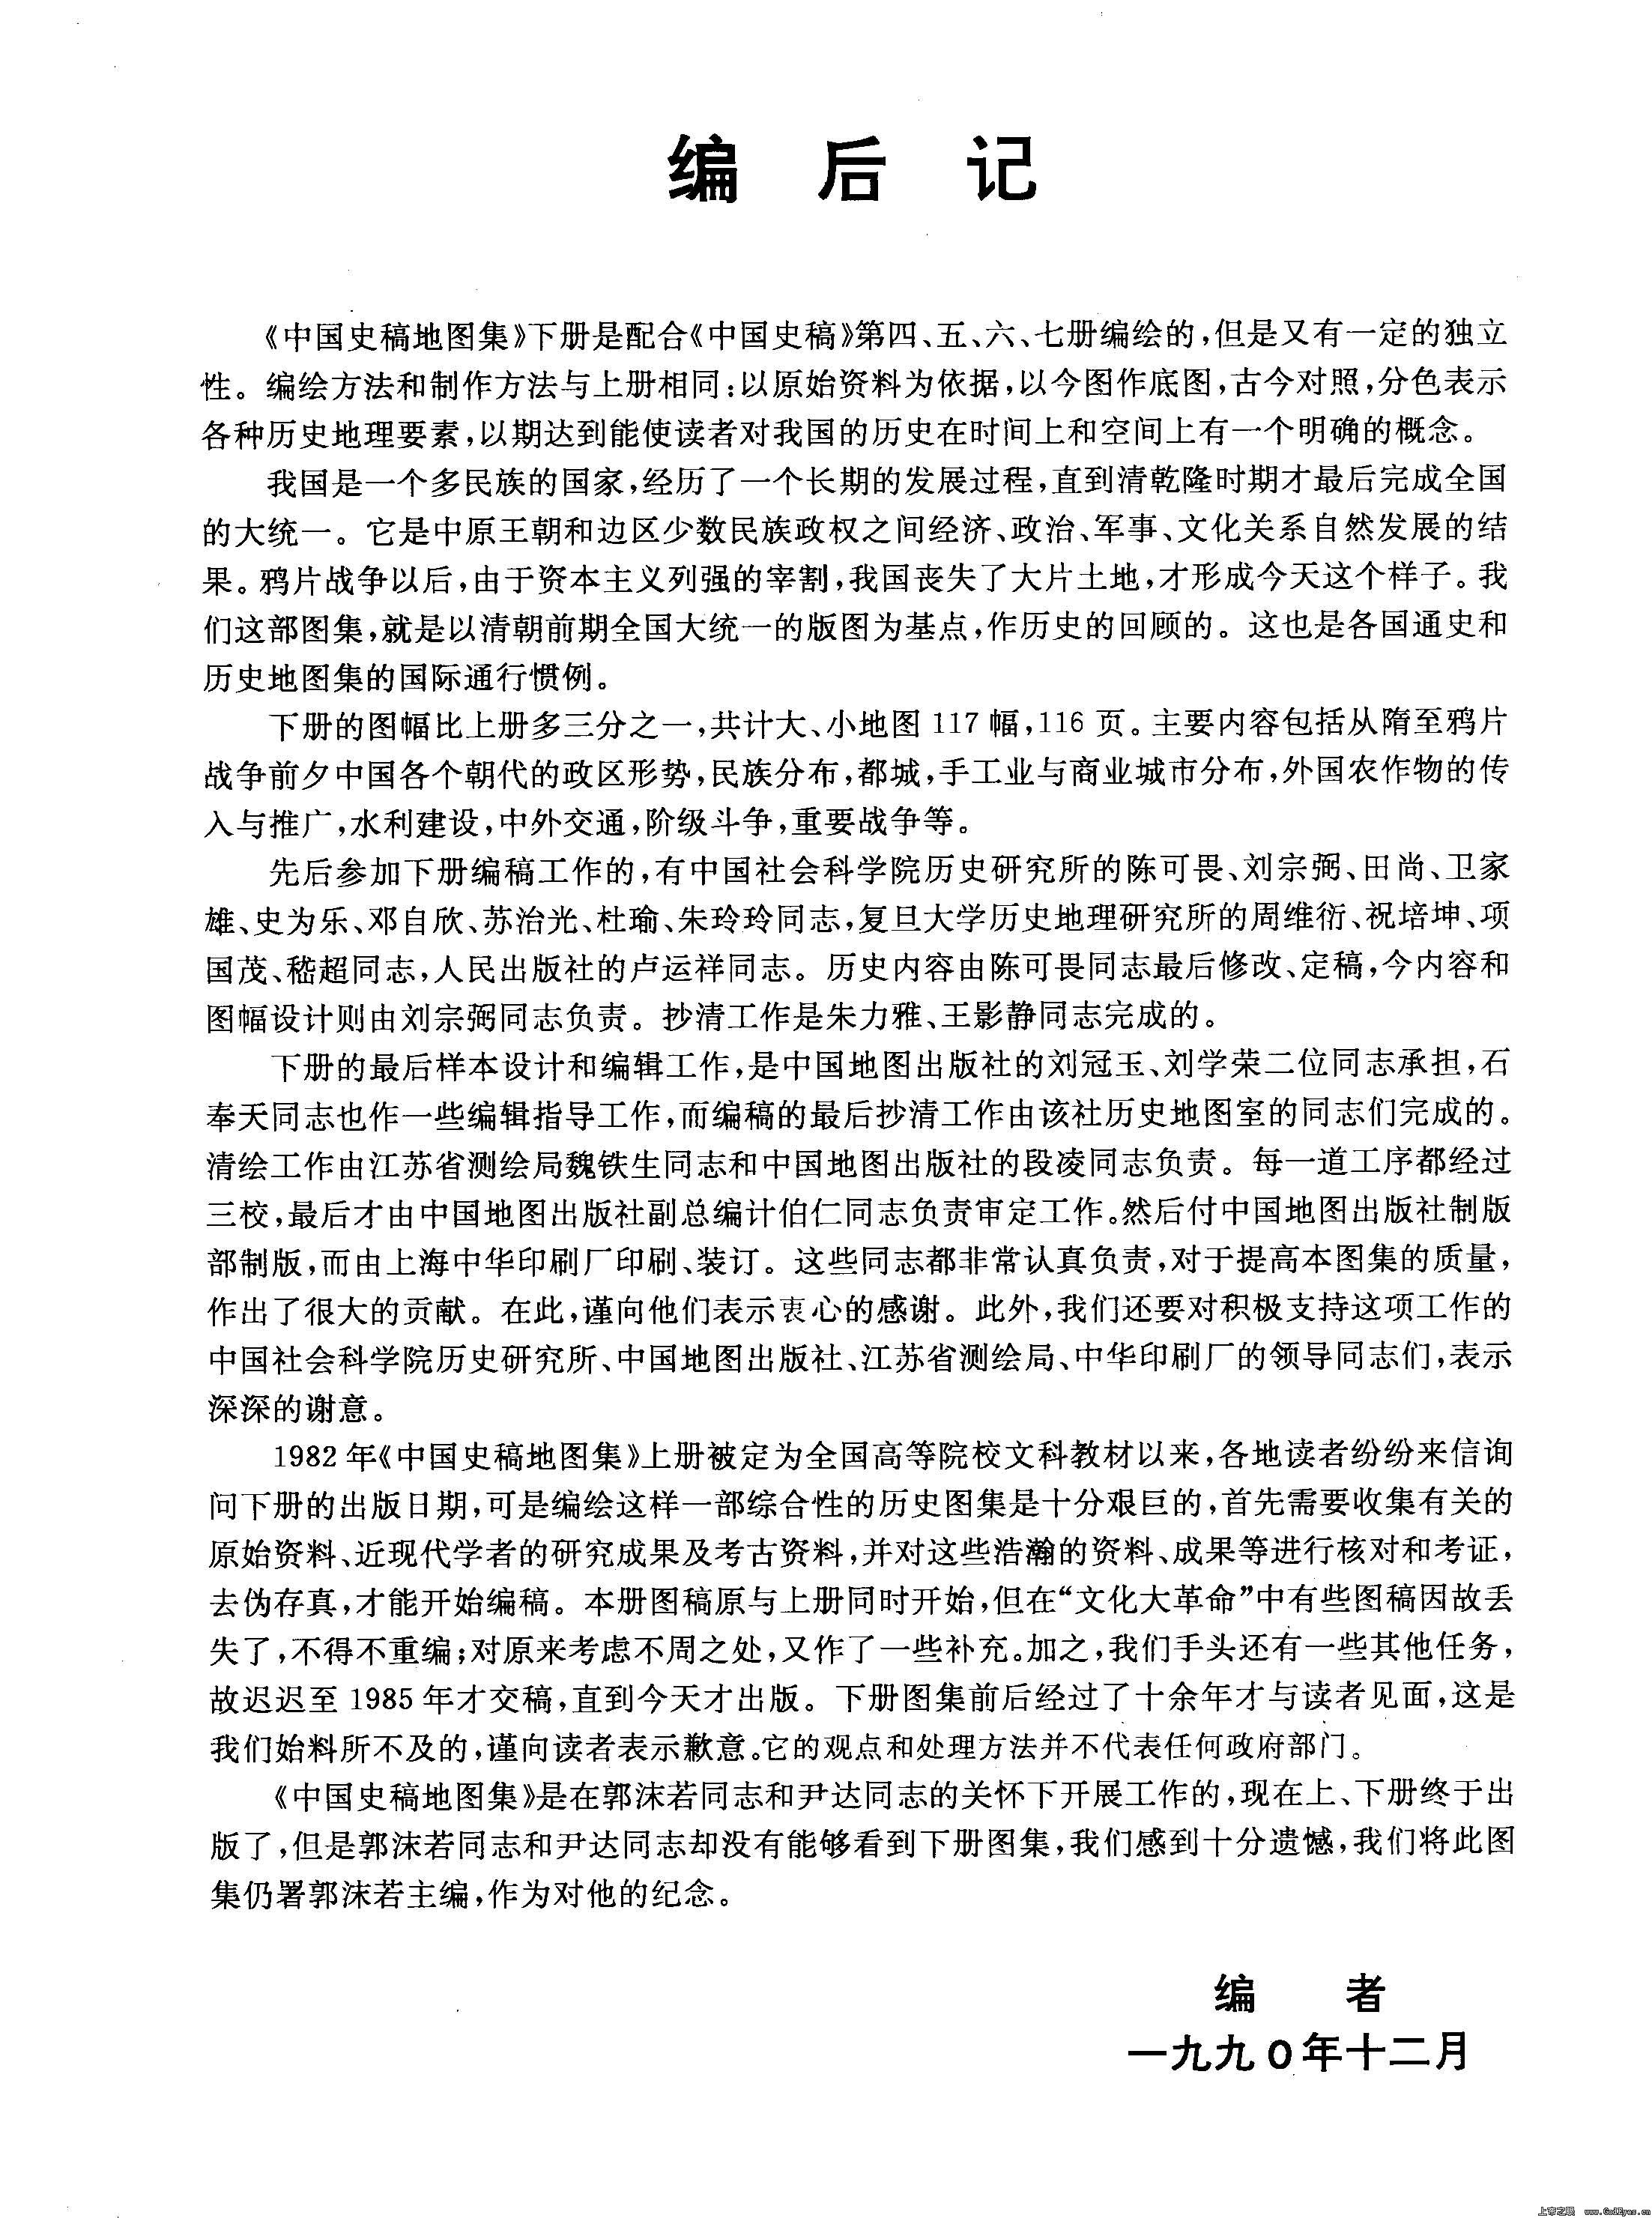 编后记
《中国史稿地图集》下册是配合《中国史稿》第四、五、六、七册编绘的，但是又有一定的独立
性。编绘方法和制作方法与上册相同：以原始资料为依据，以今图作底图，古今对照，分色表示
各种历史地理要素，以期达到能使读者对我国的历史在时间上和空间上有一个明确的概念。
我国是一个多民族的国家，经历了一个长期的发展过程，直到清乾隆时期才最后完成全国
的大统一。它是中原王朝和边区少数民族政权之间经济、政治、军事、文化关系自然发展的结
果。鸦片战争以后，由于资本主义列强的宰割，我国丧失了大片土地，才形成今天这个样子。我
们这部图集，就是以清朝前期全国大统一的版图为基点，作历史的回顾的。这也是各国通史和
历史地图集的国际通行惯例。
下册的图幅比上册多三分之一，共计大、小地图117幅，116页。主要内容包括从隋至鸦片
战争前夕中国各个朝代的政区形势，民族分布，都城，手工业与商业城市分布，外国农作物的传
入与推广，水利建设，中外交通，阶级斗争，重要战争等。
先后参加下册编稿工作的，有中国社会科学院历史研究所的陈可畏、刘宗弼、田尚、卫家
雄、史为乐、邓自欣、苏治光、杜瑜、朱玲玲同志，复旦大学历史地理研究所的周维衍、祝培坤、项
国茂、嵇超同志，人民出版社的卢运祥同志。历史内容由陈可畏同志最后修改、定稿，今内容和
图幅设计则由刘宗弼同志负责。抄清工作是朱力雅、王影静同志完成的。
下册的最后样本设计和编辑工作，是中国地图出版社的刘冠玉、刘学荣二位同志承担，石
奉天同志也作一些编辑指导工作，而编稿的最后抄清工作由该社历史地图室的同志们完成的。
清绘工作由江苏省测绘局魏铁生同志和中国地图出版社的段凌同志负责。每一道工序都经过
三校，最后才由中国地图出版社副总编计伯仁同志负责审定工作。然后付中国地图出版社制版
部制版，而由上海中华印刷厂印刷、装订。这些同志都非常认真负责，对于提高本图集的质量，
作出了很大的贡献。在此，谨向他们表示衷心的感谢。此外，我们还要对积极支持这项工作的
中国社会科学院历史研究所、中国地图出版社、江苏省测绘局、中华印刷厂的领导同志们，表示
深深的谢意。
1982年《中国史稿地图集》上册被定为全国高等院校文科教材以来，各地读者纷纷来信询
问下册的出版日期，可是编绘这样一部综合性的历史图集是十分艰巨的，首先需要收集有关的
原始资料、近现代学者的研究成果及考古资料，并对这些浩瀚的资料、成果等进行核对和考证，
去伪存真，才能开始编稿。本册图稿原与上册同时开始，但在“文化大革命”中有些图稿因故丢
失了，不得不重编；对原来考虑不周之处，又作了一些补充。加之，我们手头还有一些其他任务，
故迟迟至1985年才交稿，直到今天才出版。下册图集前后经过了十余年才与读者见面，这是
我们始料所不及的，谨向读者表示歉意。它的观点和处理方法并不代表任何政府部门。
《中国史稿地图集》是在郭沫若同志和尹达同志的关怀下开展工作的，现在上、下册终于出
版了，但是郭沫若同志和尹达同志却没有能够看到下册图集，我们感到十分遗憾，我们将此图
集仍署郭沫若主编，作为对他的纪念。
编者
一九九〇年十二月
上帝之眼 www.GodEyes.cn